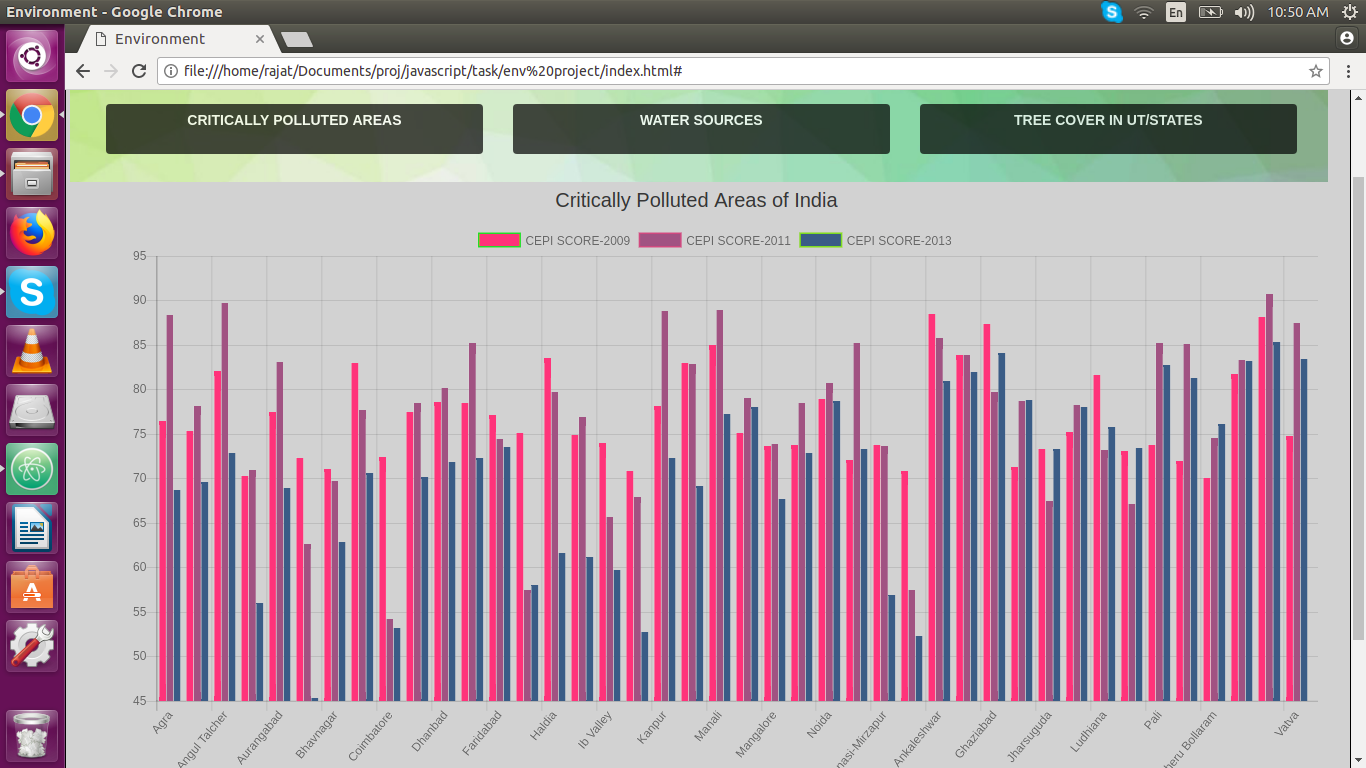 Environment - Google Chrome
En
10:50 AM
Environment
file:///home/rajat/Documents/proj/javascript/task/env%20project/index.html#
CRITICALLY POLLUTED AREAS
WATER SOURCES
TREE COVER IN UT/STATES
Critically Polluted Areas of India
CEPI SCORE-2009
CEPI SCORE-2011
CEPI SCORE-2013
95
90
85
80
75
70
65
60
55
50
45
Agra
Angul Talcher
Aurangabad
Bhavnagar
Coimbatore
Dhanbad
Faridabad
Haldia
Ib Valley
Kanpur
Manali
Mangalore
Noida
nasi-Mirzapur
Ankaleshwar
Ghaziabad
Jharsuguda
Ludhiana
Pali
heru Bollaram
Vatva